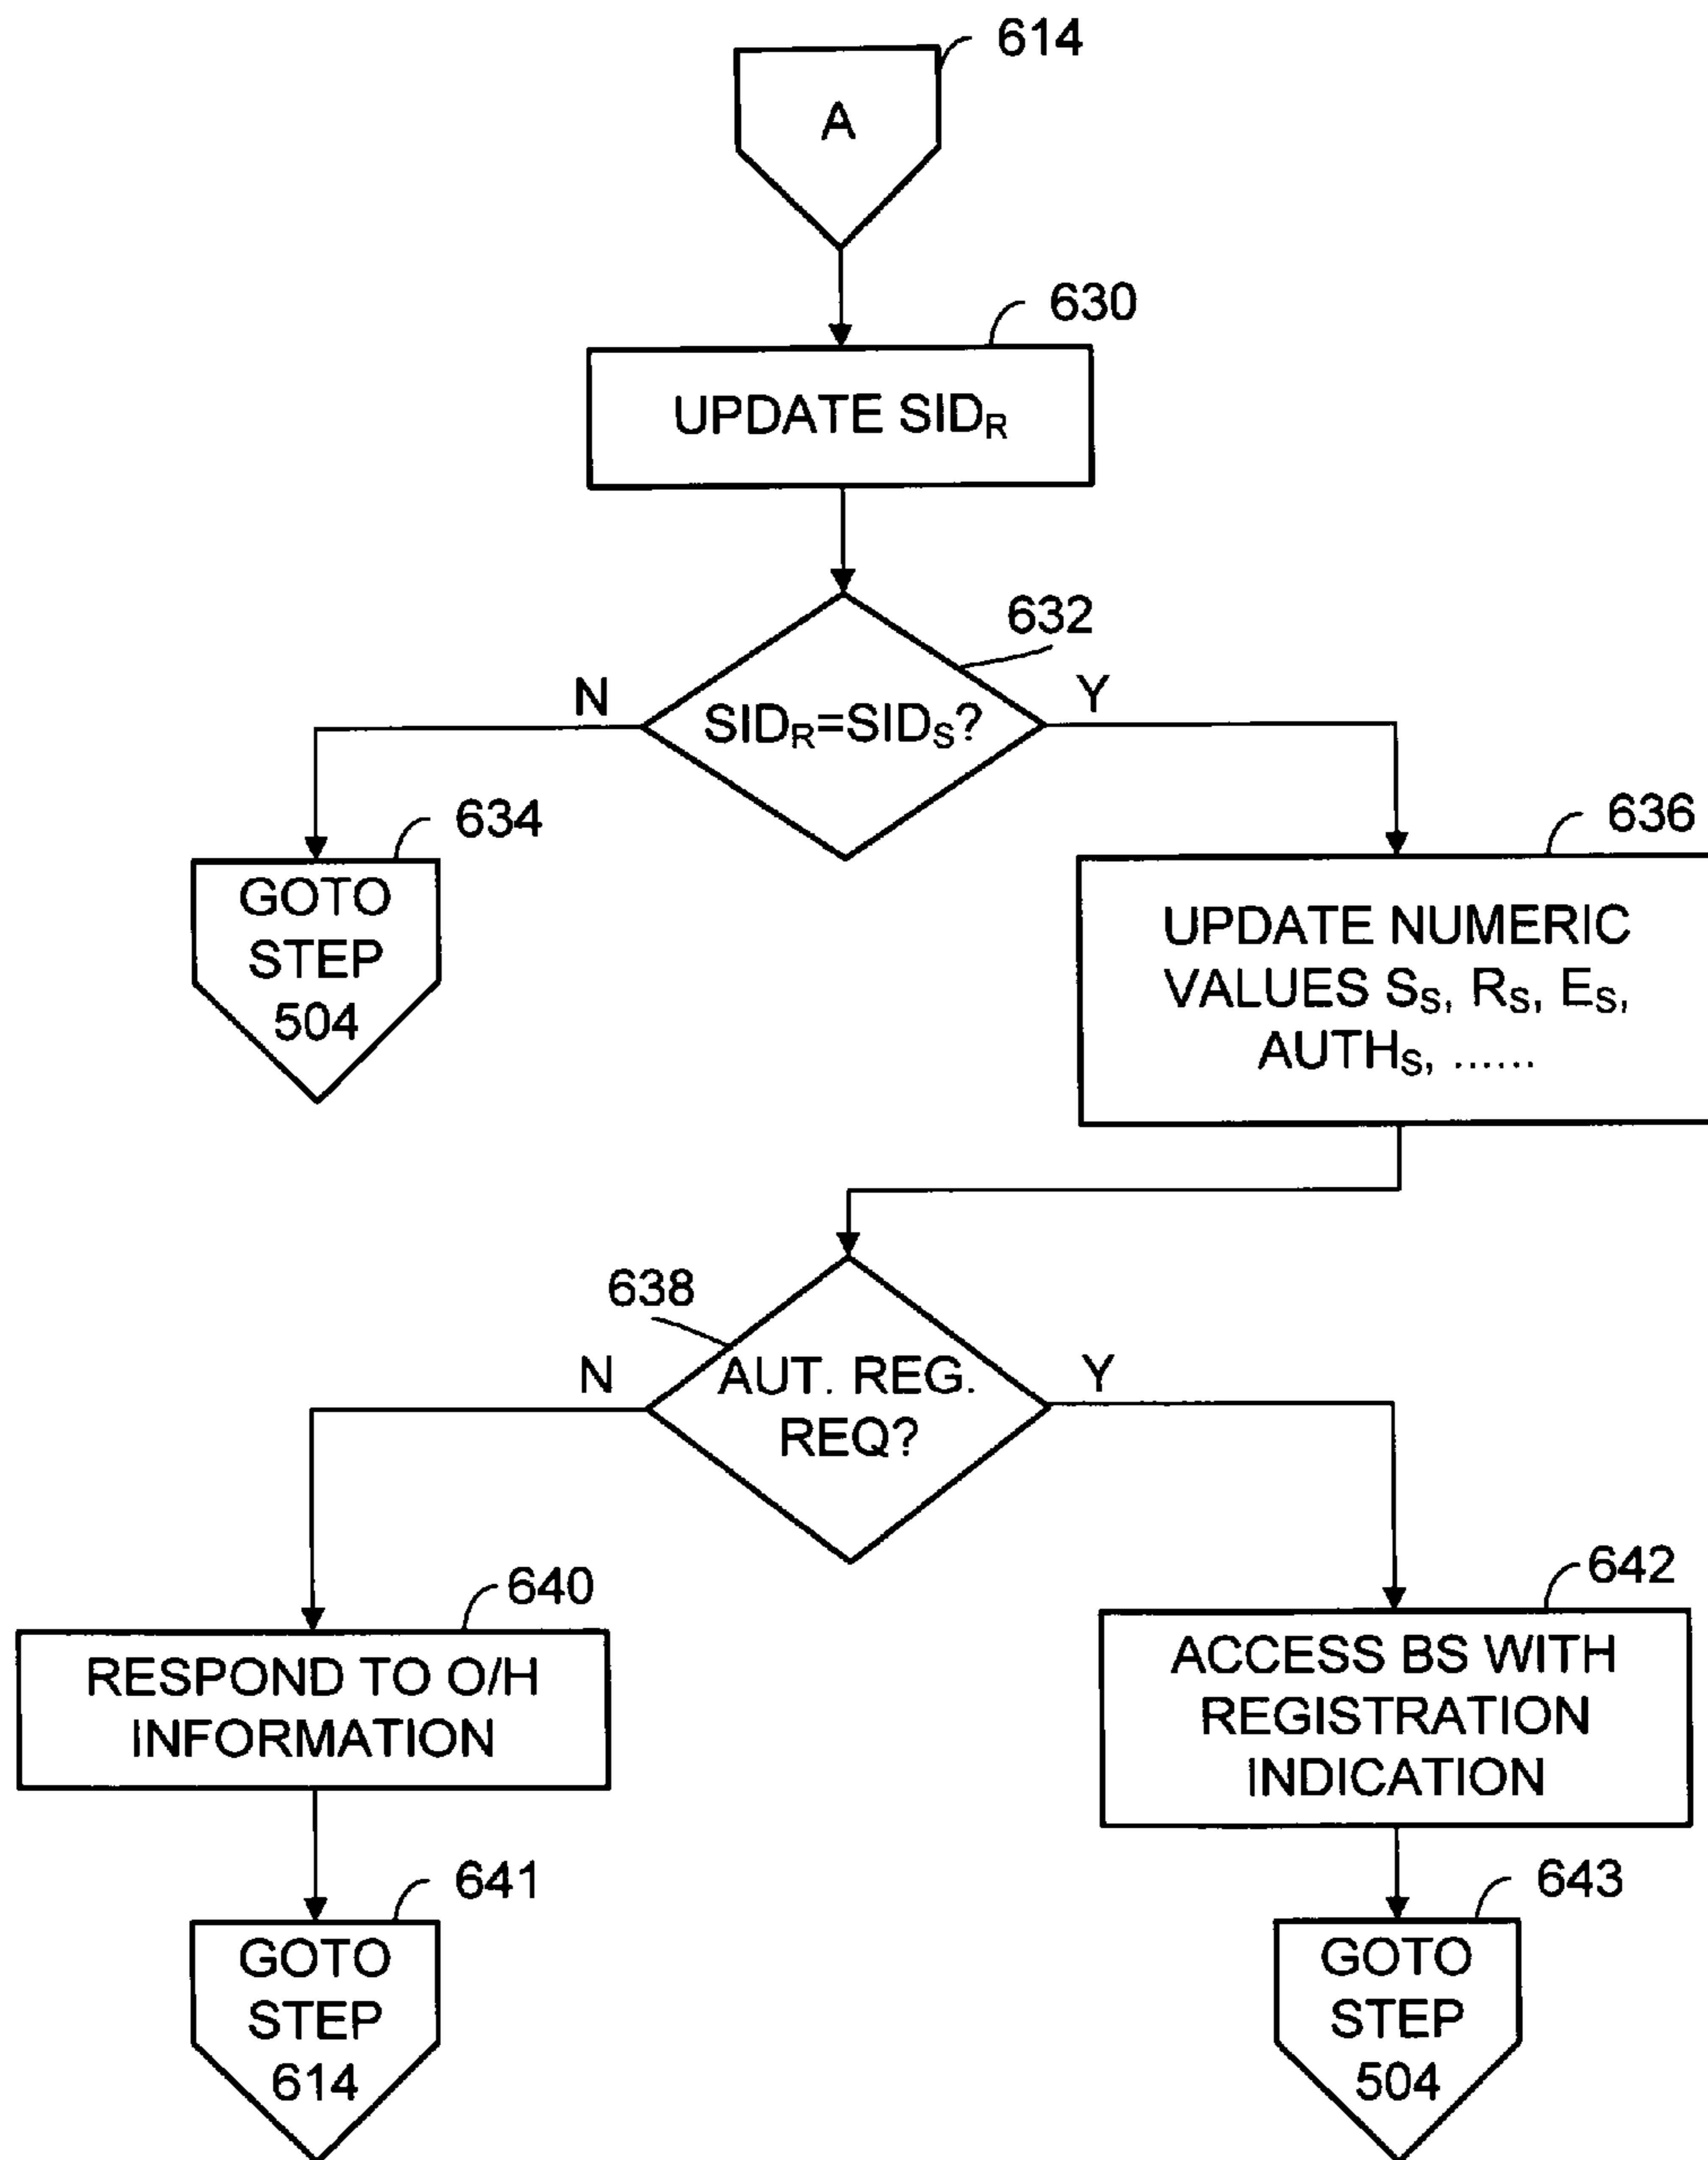 614
A
630
UPDATE SIDR
632
N
Y
SIDR=SIDS?
634
636
GOTO
STEP
504
UPDATE NUMERIC
VALUES SS, RS, ES,
AUTHS, ......
638
N
Y
AUT. REG.
REQ?
640
642
RESPOND TO O/H
INFORMATION
ACCESS BS WITH
REGISTRATION
INDICATION
641
643
GOTO
STEP
614
GOTO
STEP
504